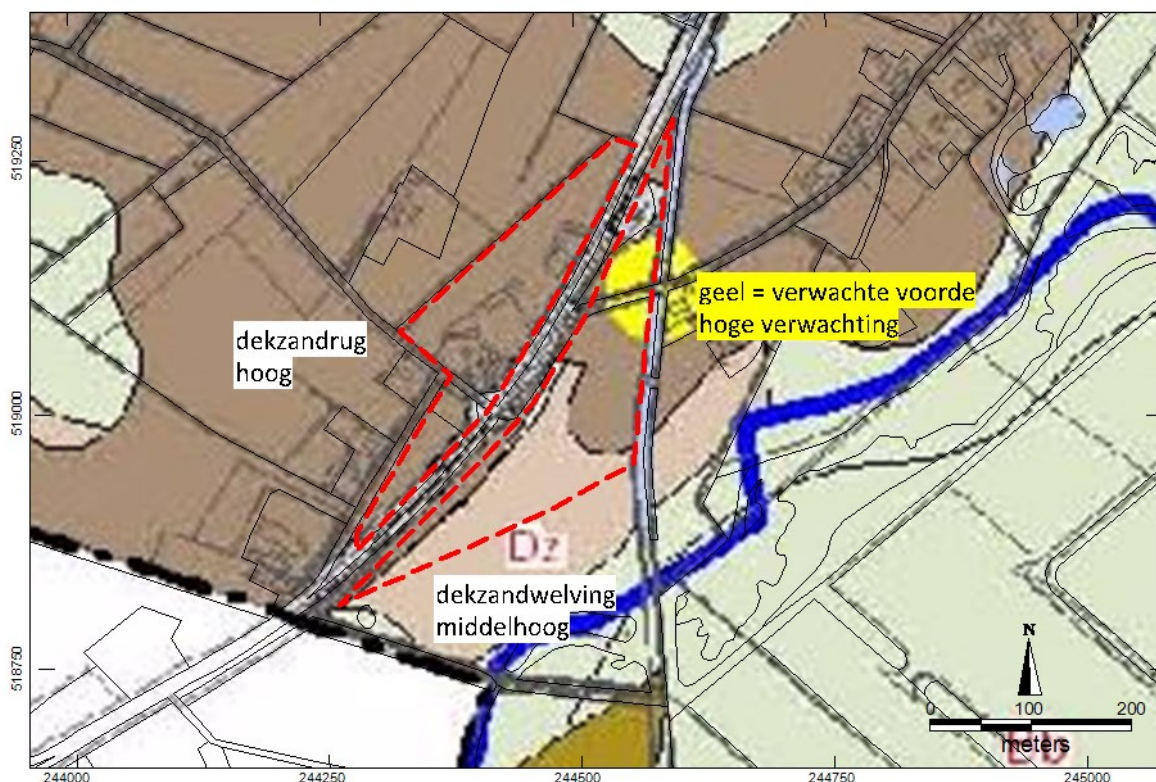 519250
519000
518750
geel = verwachte voorde
hoge verwachting
dekzandrug
hoog
Dz
dekzandwelving
middelhoog
N
0 100 200
meters
244000 244250 244500 244750 245000